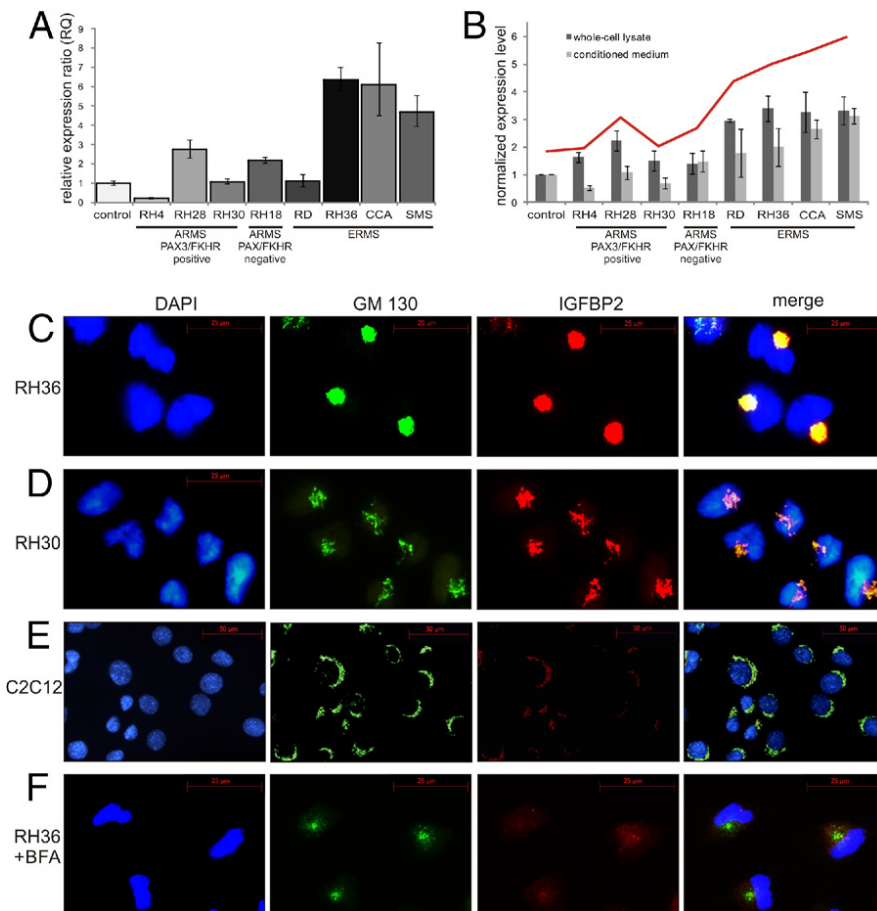 A
relative expression ratio (RQ)
10
9
8
7
6
5
4
3
2
1
0
control RH4 RH28 RH30 RH18 RD RH36 CCA SMS
ARMS
PAX3/FKHR
positive
ARMS
PAX/FKHR
negative
ERMS
B
normalized expression level
6
5
4
3
2
1
0
whole-cell lysate
conditioned medium
control RH4 RH28 RH30 RH18 RD RH36 CCA SMS
ARMS
PAX3/FKHR
positive
ARMS
PAX/FKHR
negative
ERMS
DAPI GM 130 IGFBP2 merge
C
RH36
25 µm 25 µm 25 µm 25 µm
D
RH30
25 µm 25 µm 25 µm 25 µm
E
C2C12
50 µm 50 µm 50 µm 50 µm
F
RH36
+BFA
25 µm 25 µm 25 µm 25 µm